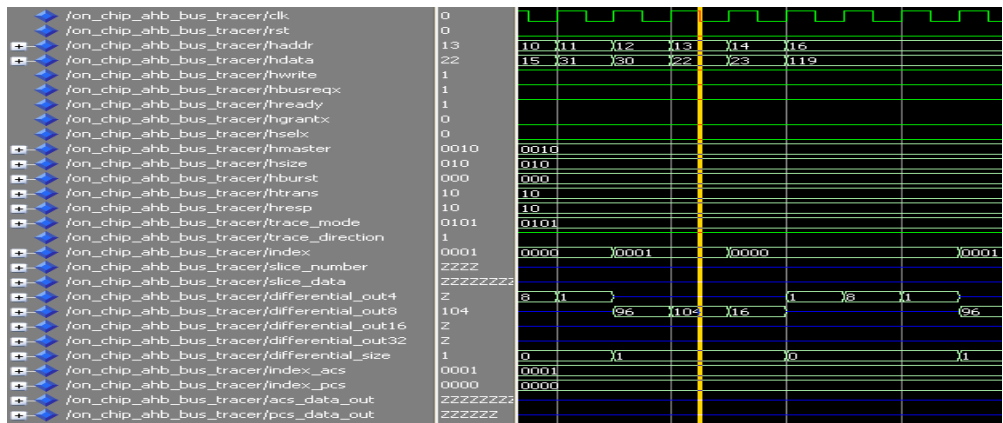 /on_chip_ahb_bus_tracer/clk 0
/on_chip_ahb_bus_tracer/rst 0
/on_chip_ahb_bus_tracer/haddr 13 10 11 12 13 14 16
/on_chip_ahb_bus_tracer/hdata 22 15 31 30 22 23 119
/on_chip_ahb_bus_tracer/hwrite 1
/on_chip_ahb_bus_tracer/hbusreqx 1
/on_chip_ahb_bus_tracer/hready 1
/on_chip_ahb_bus_tracer/hgrantx 0
/on_chip_ahb_bus_tracer/hselx 0
/on_chip_ahb_bus_tracer/hmaster 0010 0010
/on_chip_ahb_bus_tracer/hsize 010 010
/on_chip_ahb_bus_tracer/hburst 000 000
/on_chip_ahb_bus_tracer/htrans 10 10
/on_chip_ahb_bus_tracer/hresp 10 10
/on_chip_ahb_bus_tracer/trace_mode 0101 0101
/on_chip_ahb_bus_tracer/trace_direction 1
/on_chip_ahb_bus_tracer/index 0001 0000 0001 0000 0001
/on_chip_ahb_bus_tracer/slice_number ZZZZ
/on_chip_ahb_bus_tracer/slice_data ZZZZZZZZ
/on_chip_ahb_bus_tracer/differential_out4 Z 8 1 1 8 1
/on_chip_ahb_bus_tracer/differential_out8 104 96 104 16 96
/on_chip_ahb_bus_tracer/differential_out16 Z
/on_chip_ahb_bus_tracer/differential_out32 Z
/on_chip_ahb_bus_tracer/differential_size 1 0 1 0 1
/on_chip_ahb_bus_tracer/index_acs 0001 0001
/on_chip_ahb_bus_tracer/index_pcs 0000 0000
/on_chip_ahb_bus_tracer/acs_data_out ZZZZZZZZ
/on_chip_ahb_bus_tracer/pcs_data_out ZZZZZZ